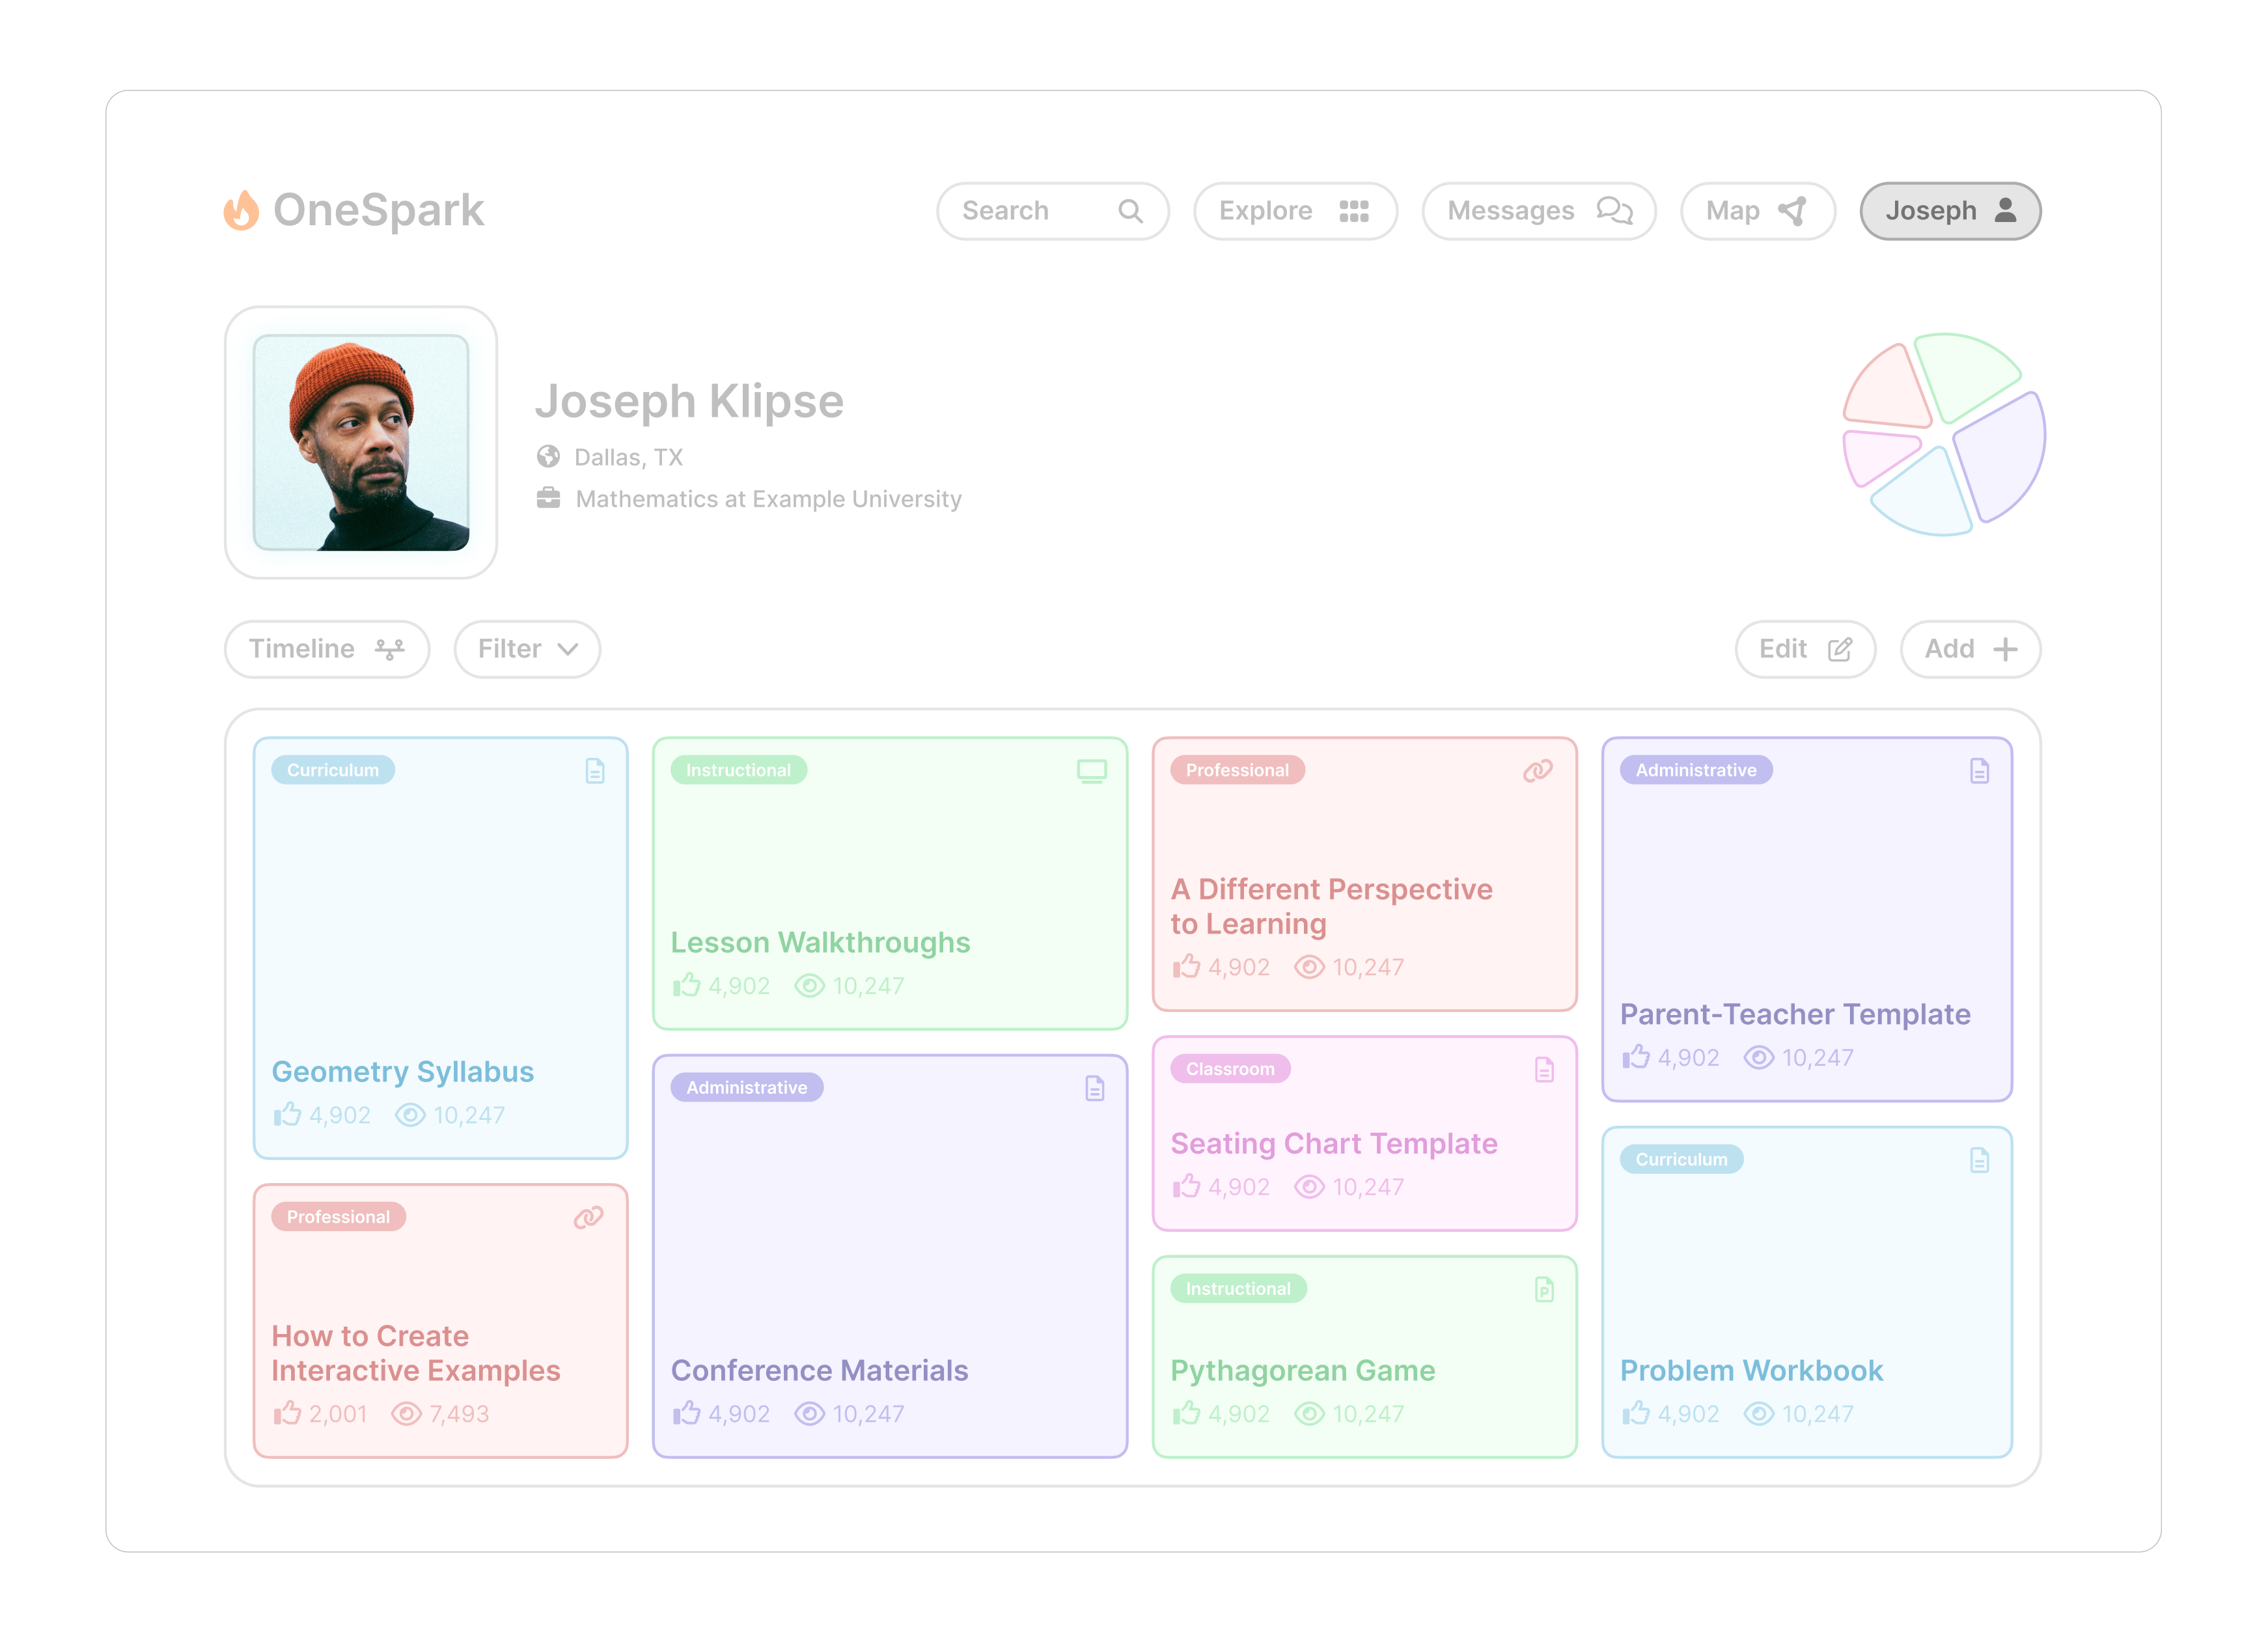 OneSpark
Search
Explore
Messages
Map
Joseph
Joseph Klipse
Dallas, TX
Mathematics at Example University
Timeline
Filter
Edit
Add
Curriculum
Geometry Syllabus
4,902 10,247
Professional
How to Create
Interactive Examples
2,001 7,493
Instructional
Lesson Walkthroughs
4,902 10,247
Administrative
Conference Materials
4,902 10,247
Professional
A Different Perspective
to Learning
4,902 10,247
Classroom
Seating Chart Template
4,902 10,247
Instructional
P
Pythagorean Game
4,902 10,247
Administrative
Parent-Teacher Template
4,902 10,247
Curriculum
Problem Workbook
4,902 10,247